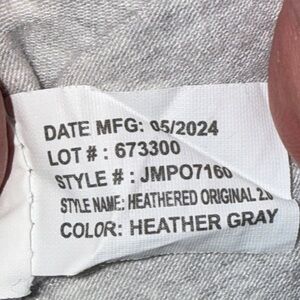 DATE MFG: 05/2024
LOT # : 673300
STYLE # : JMPO7160
STYLE NAME: HEATHERED ORIGINAL 2.0
COLOR: HEATHER GRAY